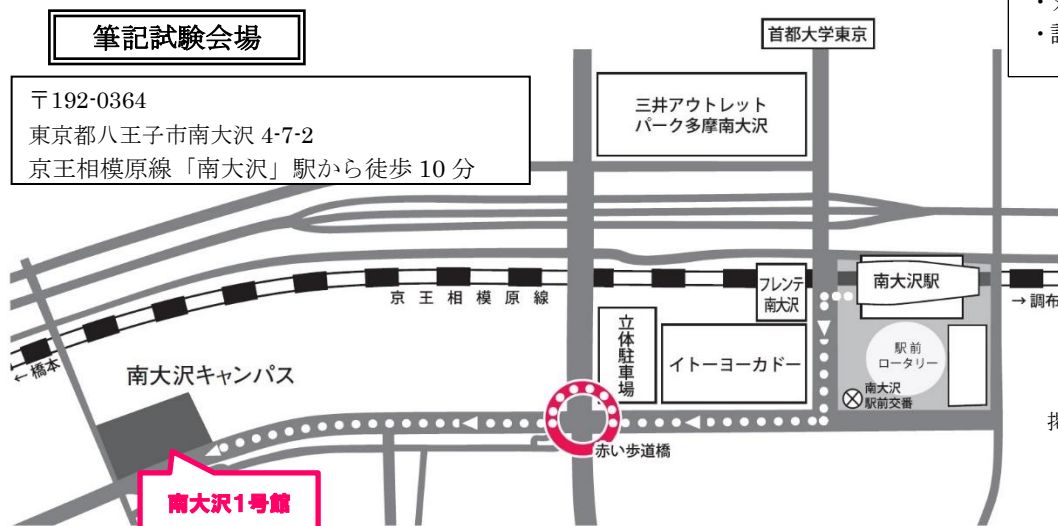 筆記試験会場
〒192-0364
東京都八王子市南大沢 4-7-2
京王相模原線「南大沢」駅から徒歩 10 分
首都大学東京
三井アウトレット
パーク多摩南大沢
京王相模原線
フレンテ
南大沢
南大沢駅
→調布
←橋本
立体駐車場
イトーヨーカドー
駅前
ロータリー
南大沢
駅前交番
南大沢キャンパス
赤い歩道橋
南大沢1号館